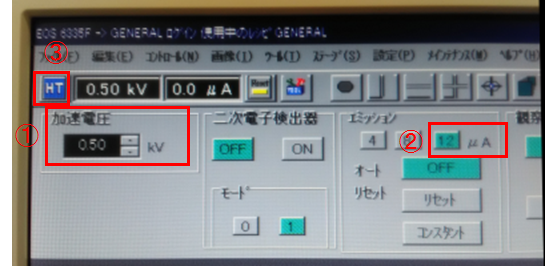 EOS 6335F -> GENERAL ログイン 使用中のレシピ GENERAL
ファイル(F) 編集(E) コントロール(N) 画像(I) ツール(T) ステージ(S) 設定(P) メインテナンス(M) ヘルプ(H)
③
HT 0.50 kV 0.0 μA
加速電圧 二次電子検出器 エミッション
① 0.50 kV OFF ON 4 ② 12 μA
オート OFF
モード リセット リセット
0 1 コンスタント